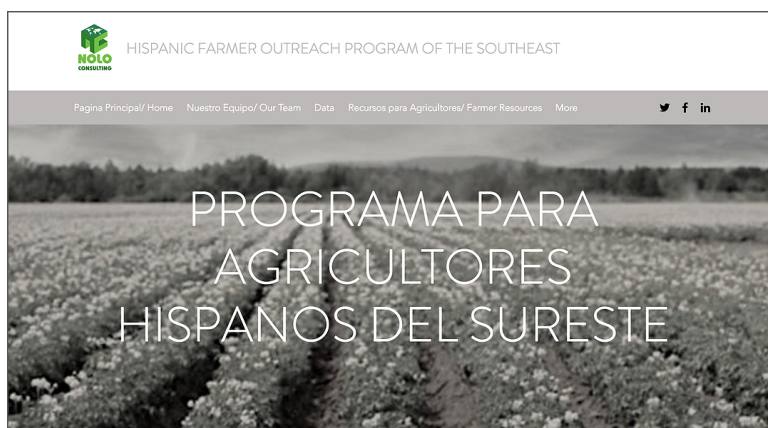 NOLO
CONSULTING
HISPANIC FARMER OUTREACH PROGRAM OF THE SOUTHEAST
Pagina Principal/ Home Nuestro Equipo/ Our Team Data Recursos para Agricultores/ Farmer Resources More
PROGRAMA PARA
AGRICULTORES
HISPANOS DEL SURESTE